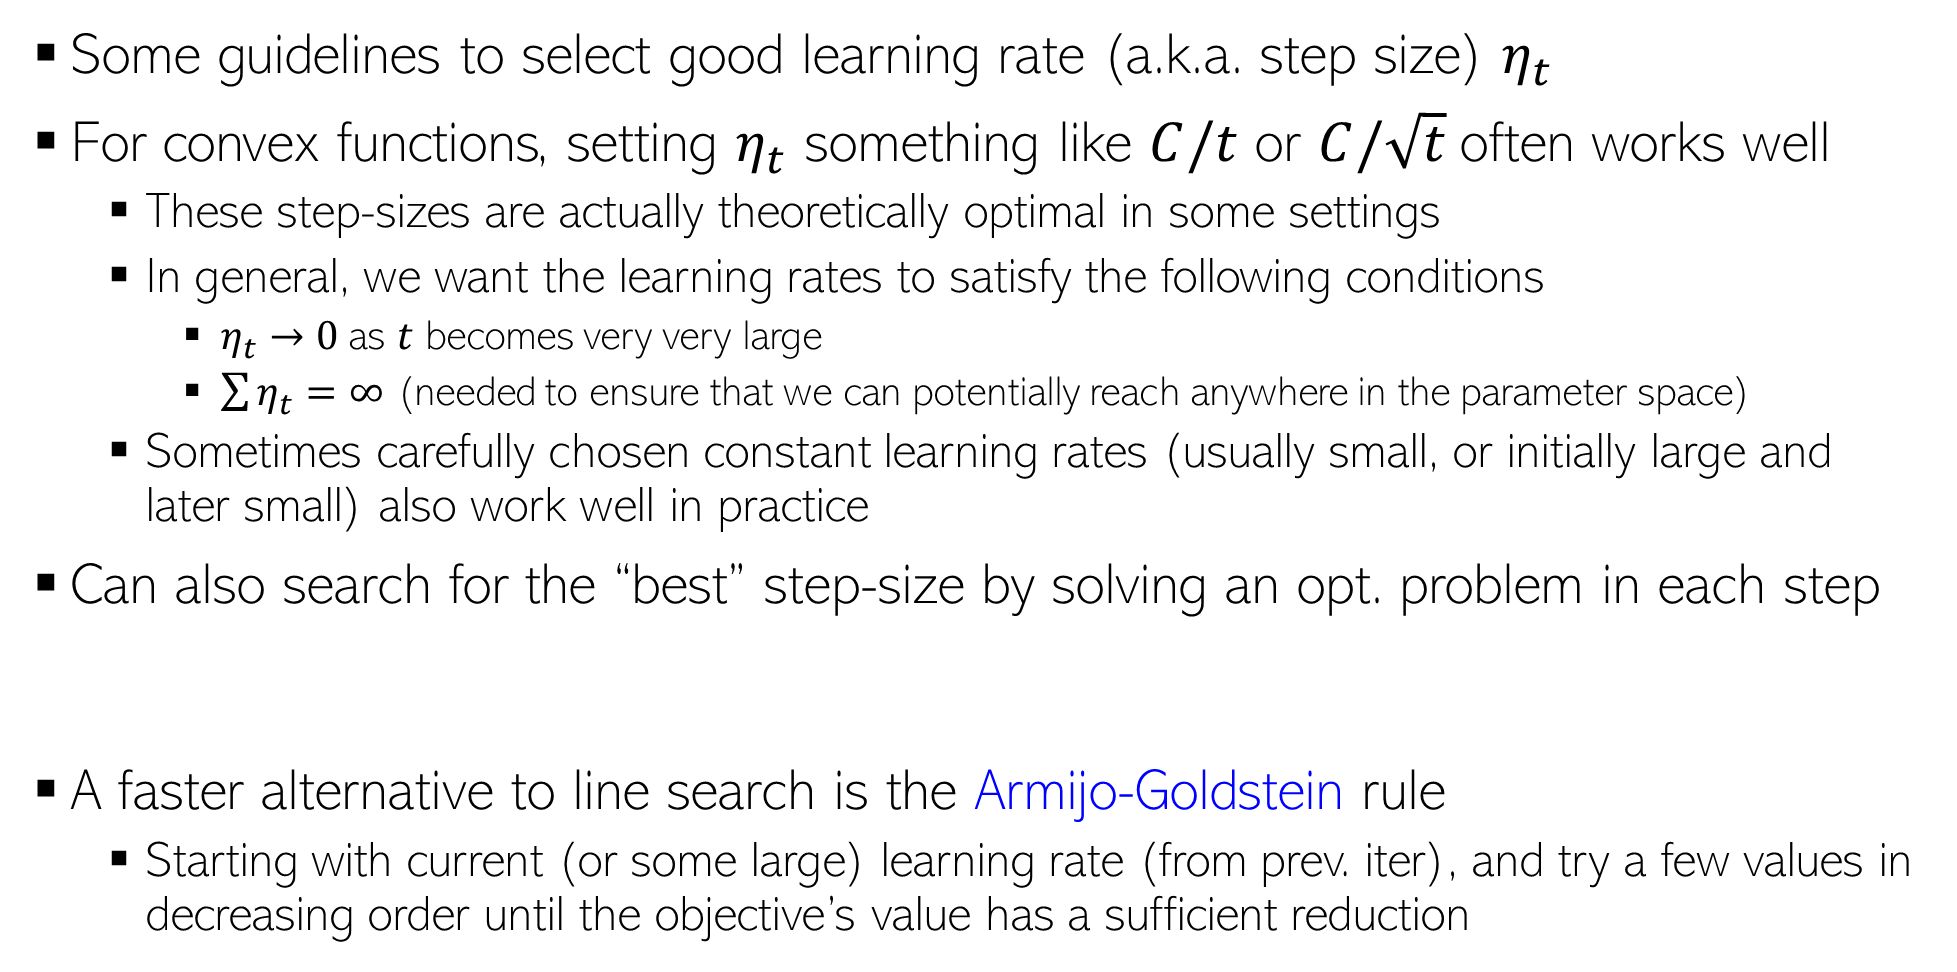 ▪ Some guidelines to select good learning rate (a.k.a. step size) ηₜ
▪ For convex functions, setting ηₜ something like C/t or C/√t often works well
▪ These step-sizes are actually theoretically optimal in some settings
▪ In general, we want the learning rates to satisfy the following conditions
▪ ηₜ → 0 as t becomes very very large
▪ ∑ηₜ = ∞ (needed to ensure that we can potentially reach anywhere in the parameter space)
▪ Sometimes carefully chosen constant learning rates (usually small, or initially large and
later small) also work well in practice
▪ Can also search for the “best” step-size by solving an opt. problem in each step
▪ A faster alternative to line search is the Armijo-Goldstein rule
▪ Starting with current (or some large) learning rate (from prev. iter), and try a few values in
decreasing order until the objective’s value has a sufficient reduction